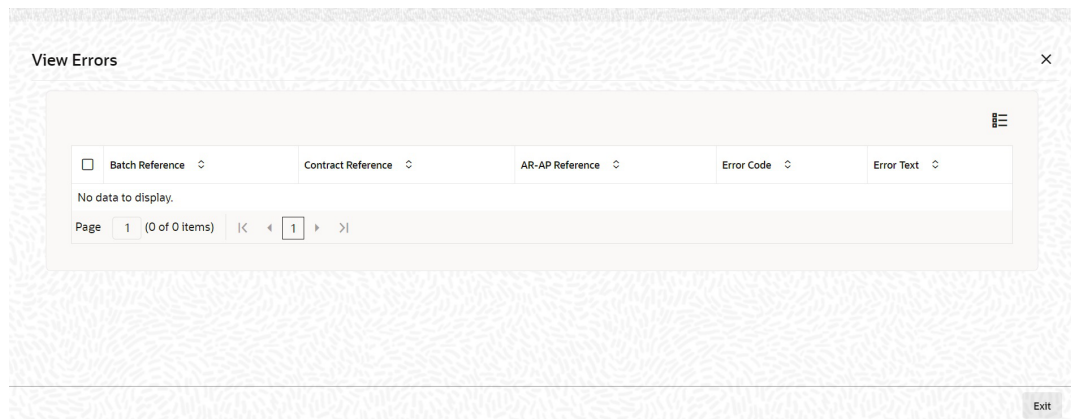 View Errors
Batch Reference Contract Reference AR-AP Reference Error Code Error Text
No data to display.
Page 1 (0 of 0 items) 1
Exit